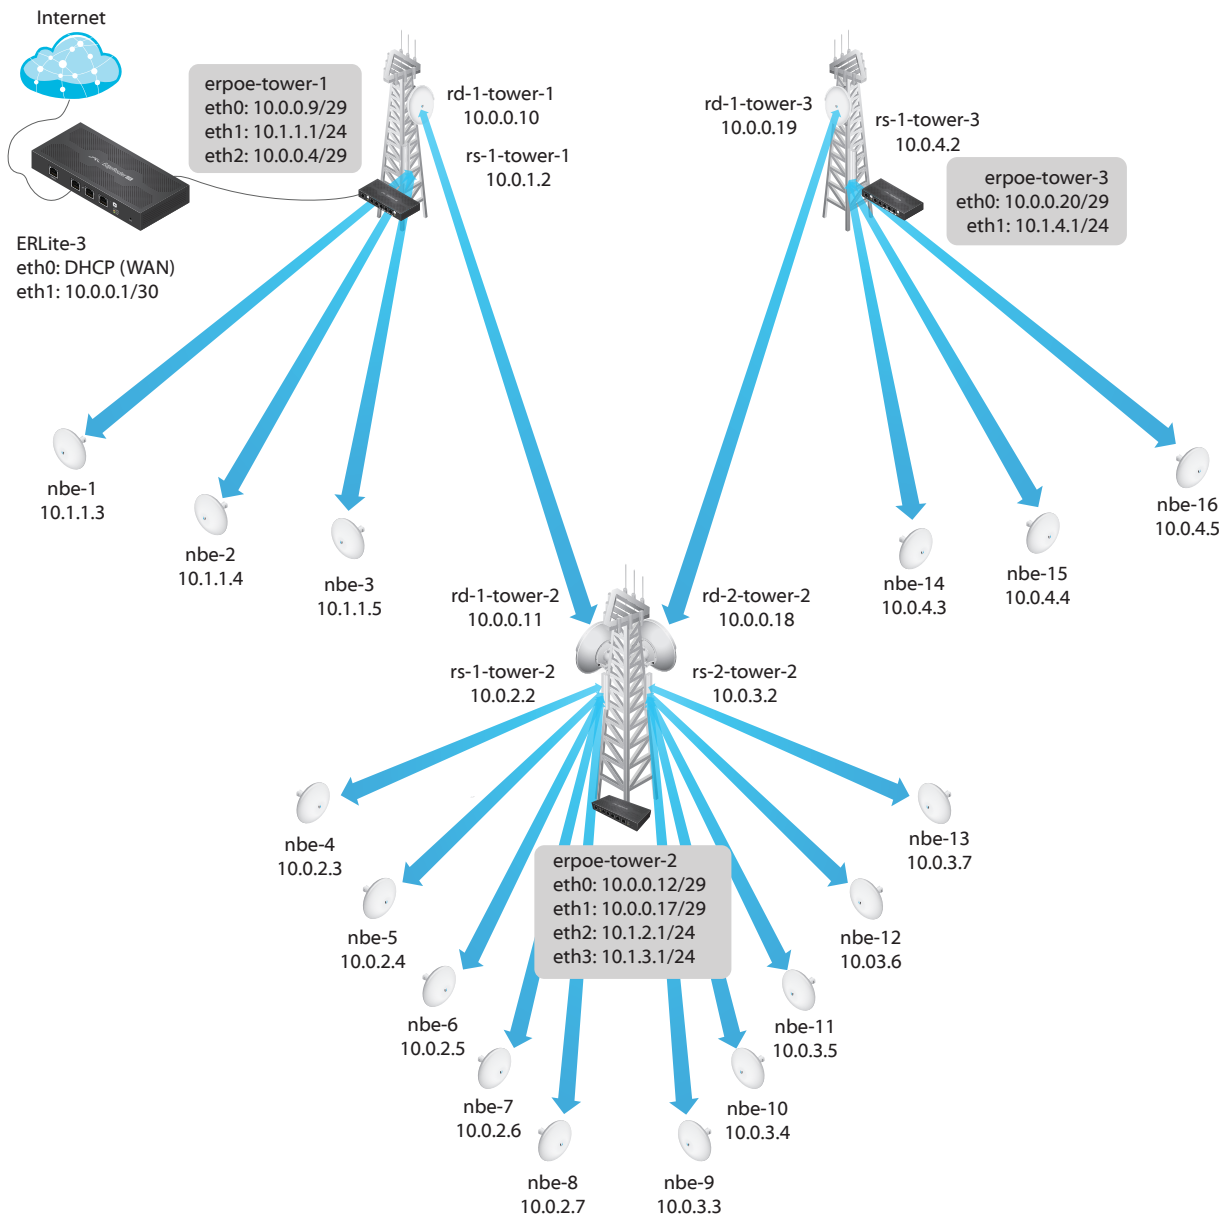 Internet
erpoe-tower-1
eth0: 10.0.0.9/29
eth1: 10.1.1.1/24
eth2: 10.0.0.4/29
rd-1-tower-1
10.0.0.10
rs-1-tower-1
10.0.1.2
rd-1-tower-3
10.0.0.19
rs-1-tower-3
10.0.4.2
erpoe-tower-3
eth0: 10.0.0.20/29
eth1: 10.1.4.1/24
ERLite-3
eth0: DHCP (WAN)
eth1: 10.0.0.1/30
nbe-1
10.1.1.3
nbe-2
10.1.1.4
nbe-3
10.1.1.5
nbe-14
10.0.4.3
nbe-15
10.0.4.4
nbe-16
10.0.4.5
rd-1-tower-2
10.0.0.11
rd-2-tower-2
10.0.0.18
rs-1-tower-2
10.0.2.2
rs-2-tower-2
10.0.3.2
nbe-4
10.0.2.3
nbe-5
10.0.2.4
nbe-6
10.0.2.5
nbe-7
10.0.2.6
nbe-8
10.0.2.7
erpoe-tower-2
eth0: 10.0.0.12/29
eth1: 10.0.0.17/29
eth2: 10.1.2.1/24
eth3: 10.1.3.1/24
nbe-13
10.0.3.7
nbe-12
10.03.6
nbe-11
10.0.3.5
nbe-10
10.0.3.4
nbe-9
10.0.3.3